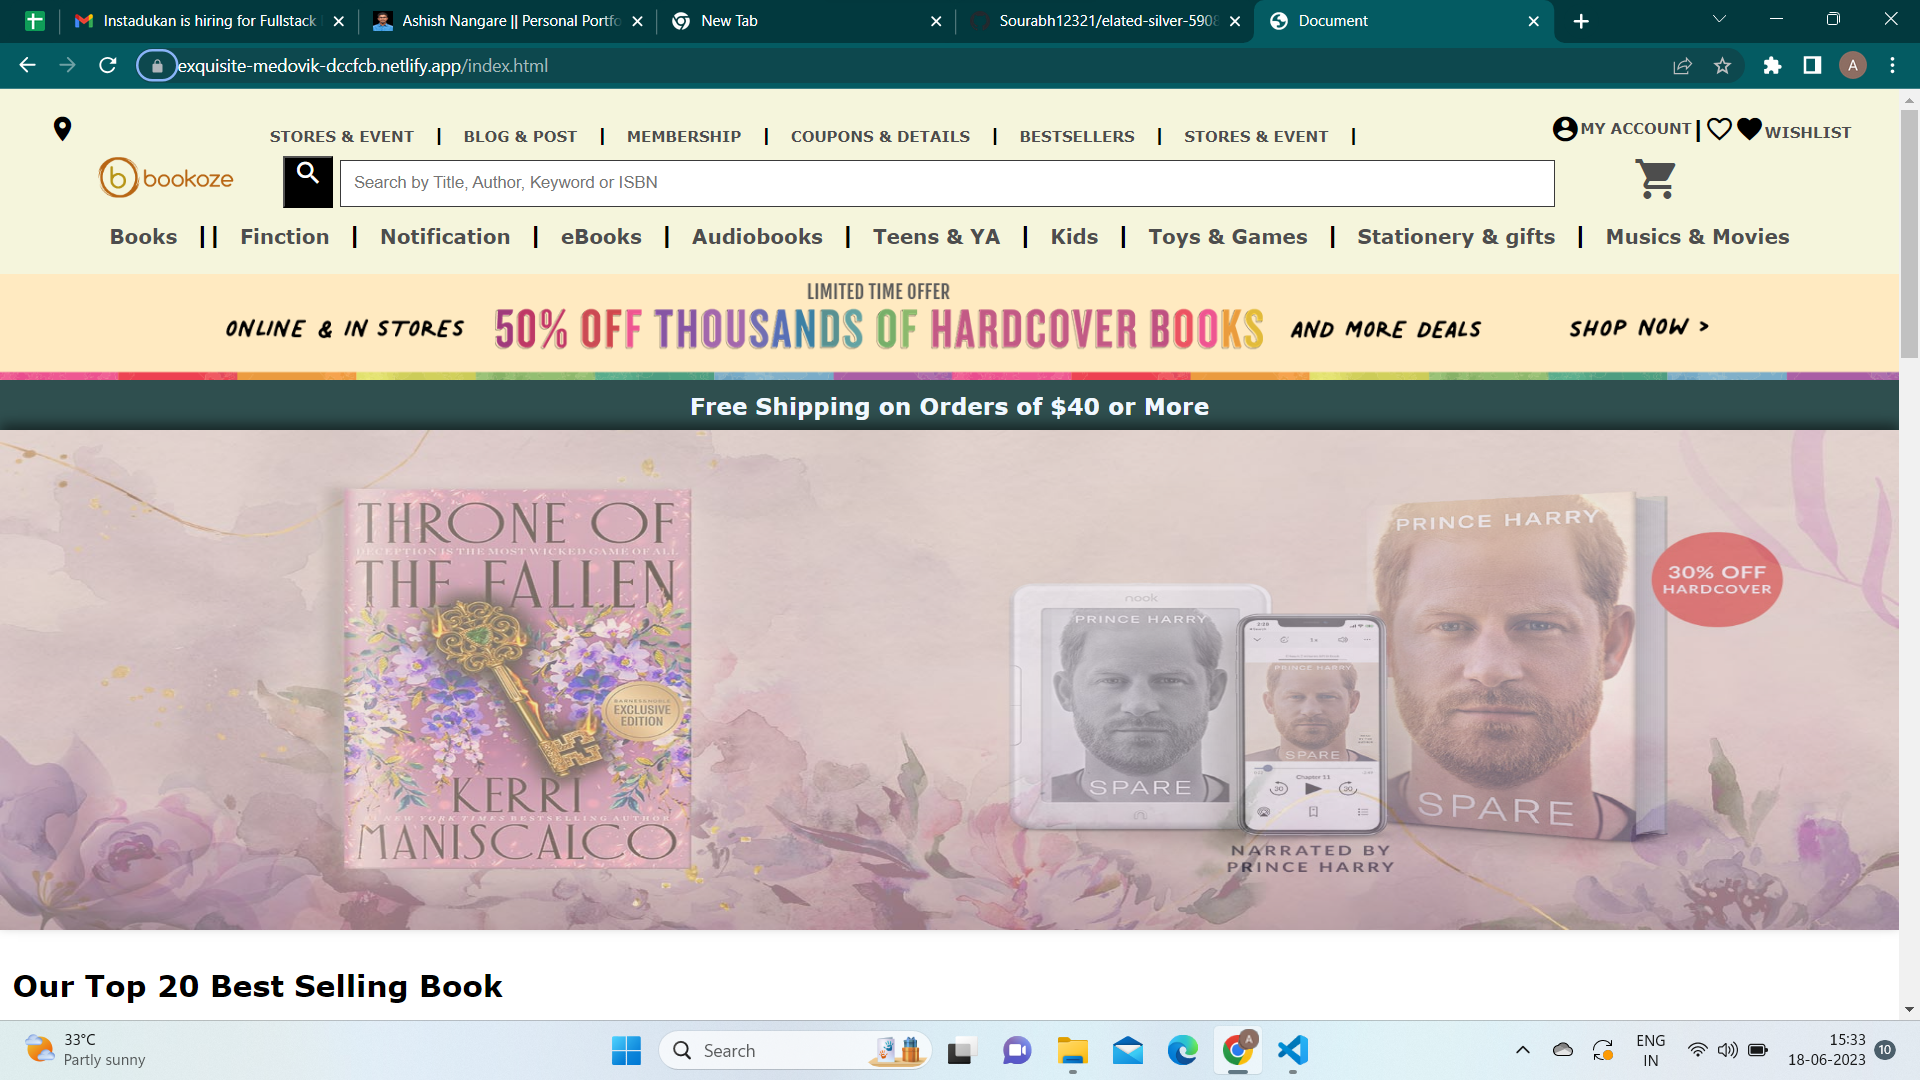 Instadukan is hiring for Fullstack
Ashish Nangare || Personal Portfo
New Tab
Sourabh12321/elated-silver-5908
Document
exquisite-medovik-dccfcb.netlify.app/index.html
A
STORES & EVENT | BLOG & POST | MEMBERSHIP | COUPONS & DETAILS | BESTSELLERS | STORES & EVENT |
MY ACCOUNT | WISHLIST
b bookoze
Search by Title, Author, Keyword or ISBN
Books || Finction | Notification | eBooks | Audiobooks | Teens & YA | Kids | Toys & Games | Stationery & gifts | Musics & Movies
LIMITED TIME OFFER
ONLINE & IN STORES 50% OFF THOUSANDS OF HARDCOVER BOOKS AND MORE DEALS SHOP NOW >
Free Shipping on Orders of $40 or More
THRONE OF
DECEPTION IS THE MOST WICKED GAME OF ALL
THE FALLEN
EXCLUSIVE
EDITION
KERRI
#1 NEW YORK TIMES BESTSELLING AUTHOR
MANISCALCO
nook
PRINCE HARRY
SPARE
PRINCE HARRY
SPARE
Chapter 11
30
30
NARRATED BY
PRINCE HARRY
PRINCE HARRY
SPARE
30% OFF
HARDCOVER
Our Top 20 Best Selling Book
33°C
Partly sunny
Search
A
ENG
IN
15:33
18-06-2023
10